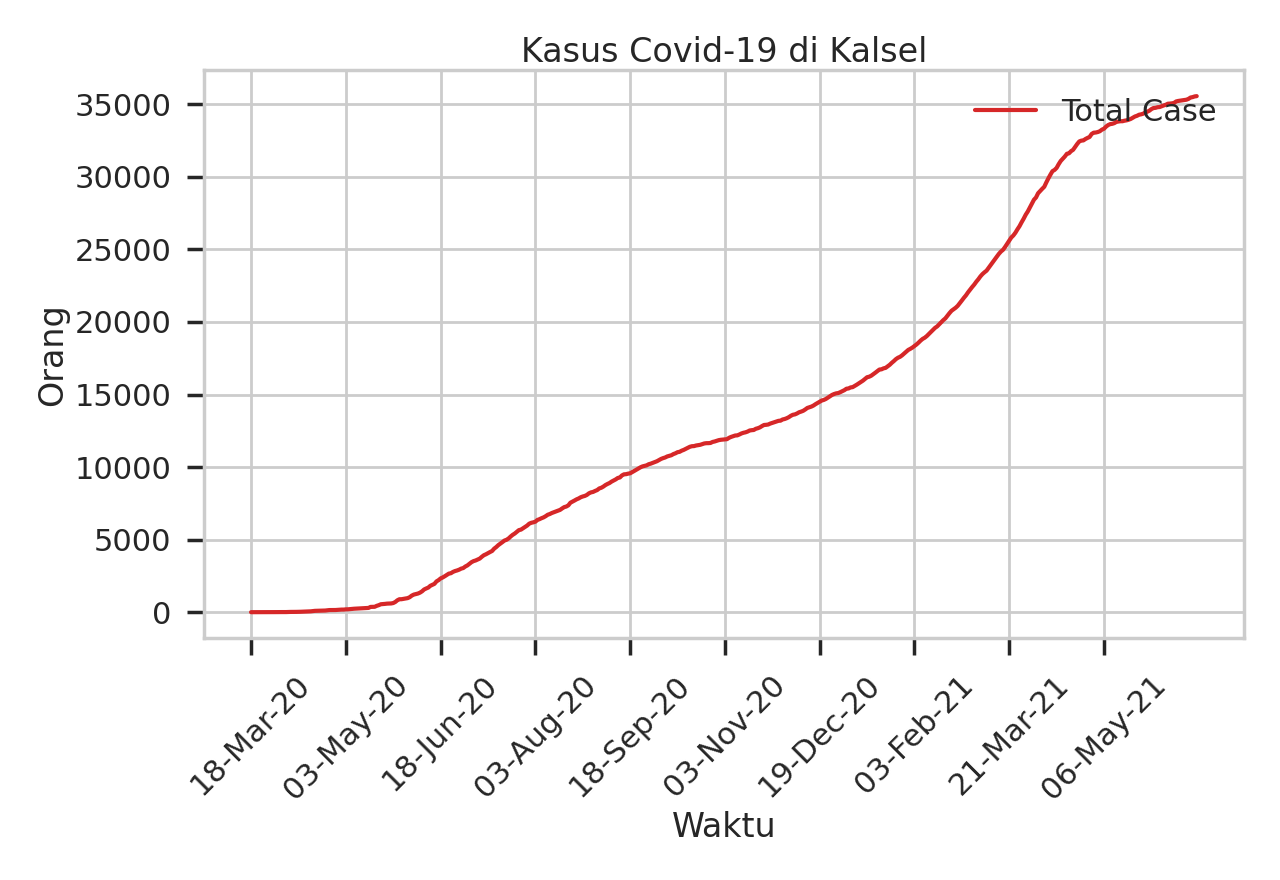 Kasus Covid-19 di Kalsel
Total Case
35000
30000
25000
20000
15000
10000
5000
0
Orang
18-Mar-20
03-May-20
18-Jun-20
03-Aug-20
18-Sep-20
03-Nov-20
19-Dec-20
03-Feb-21
21-Mar-21
06-May-21
Waktu